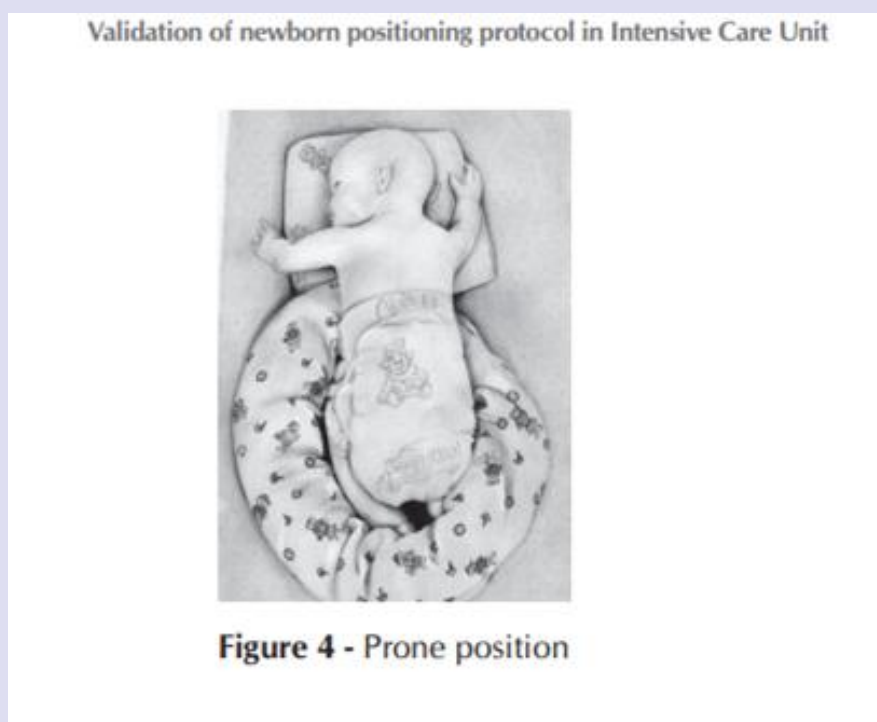 Validation of newborn positioning protocol in Intensive Care Unit
Figure 4 - Prone position